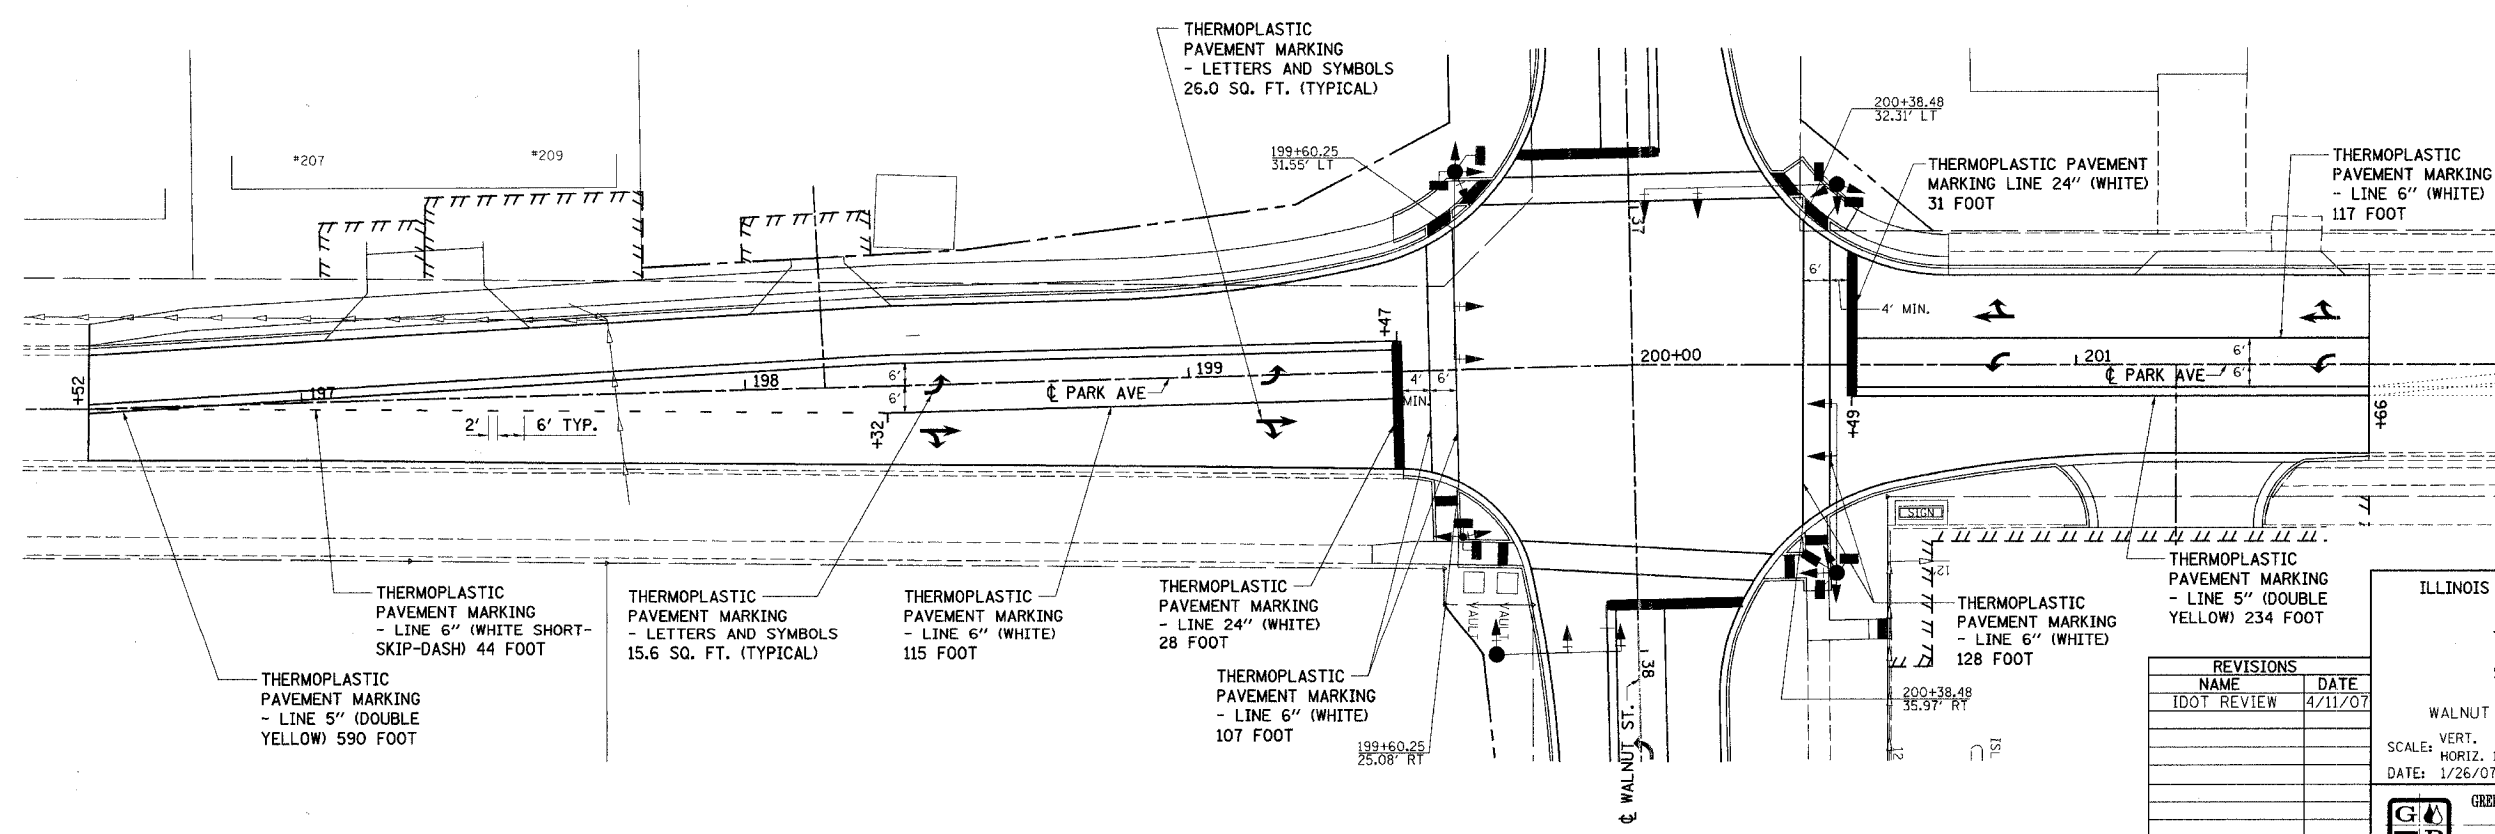 THERMOPLASTIC
PAVEMENT MARKING
- LETTERS AND SYMBOLS
26.0 SQ. FT. (TYPICAL)
199+60.25
31.55' LT
200+38.48
32.31' LT
THERMOPLASTIC PAVEMENT
MARKING LINE 24" (WHITE)
31 FOOT
THERMOPLASTIC
PAVEMENT MARKING
- LINE 6" (WHITE)
117 FOOT
#207
#209
37
6'
4' MIN.
+47
+52
197
198
199
200+00
201
6'
6'
6'
6'
℄ PARK AVE
℄ PARK AVE
4'
MIN.
6'
2'
6' TYP.
+32
+49
+66
SIGN
12'
VAULT
VAULT
THERMOPLASTIC
PAVEMENT MARKING
- LINE 6" (WHITE SHORT-
SKIP-DASH) 44 FOOT
THERMOPLASTIC
PAVEMENT MARKING
- LETTERS AND SYMBOLS
15.6 SQ. FT. (TYPICAL)
THERMOPLASTIC
PAVEMENT MARKING
- LINE 6" (WHITE)
115 FOOT
THERMOPLASTIC
PAVEMENT MARKING
- LINE 24" (WHITE)
28 FOOT
THERMOPLASTIC
PAVEMENT MARKING
- LINE 6" (WHITE)
128 FOOT
THERMOPLASTIC
PAVEMENT MARKING
- LINE 5" (DOUBLE
YELLOW) 234 FOOT
THERMOPLASTIC
PAVEMENT MARKING
- LINE 5" (DOUBLE
YELLOW) 590 FOOT
THERMOPLASTIC
PAVEMENT MARKING
- LINE 6" (WHITE)
107 FOOT
199+60.25
25.08' RT
38
℄ WALNUT ST.
200+38.48
35.97' RT
12
ISL
REVISIONS
NAME DATE
IDOT REVIEW 4/11/07
ILLINOIS
WALNUT
SCALE: VERT.
HORIZ.
DATE: 1/26/07
G